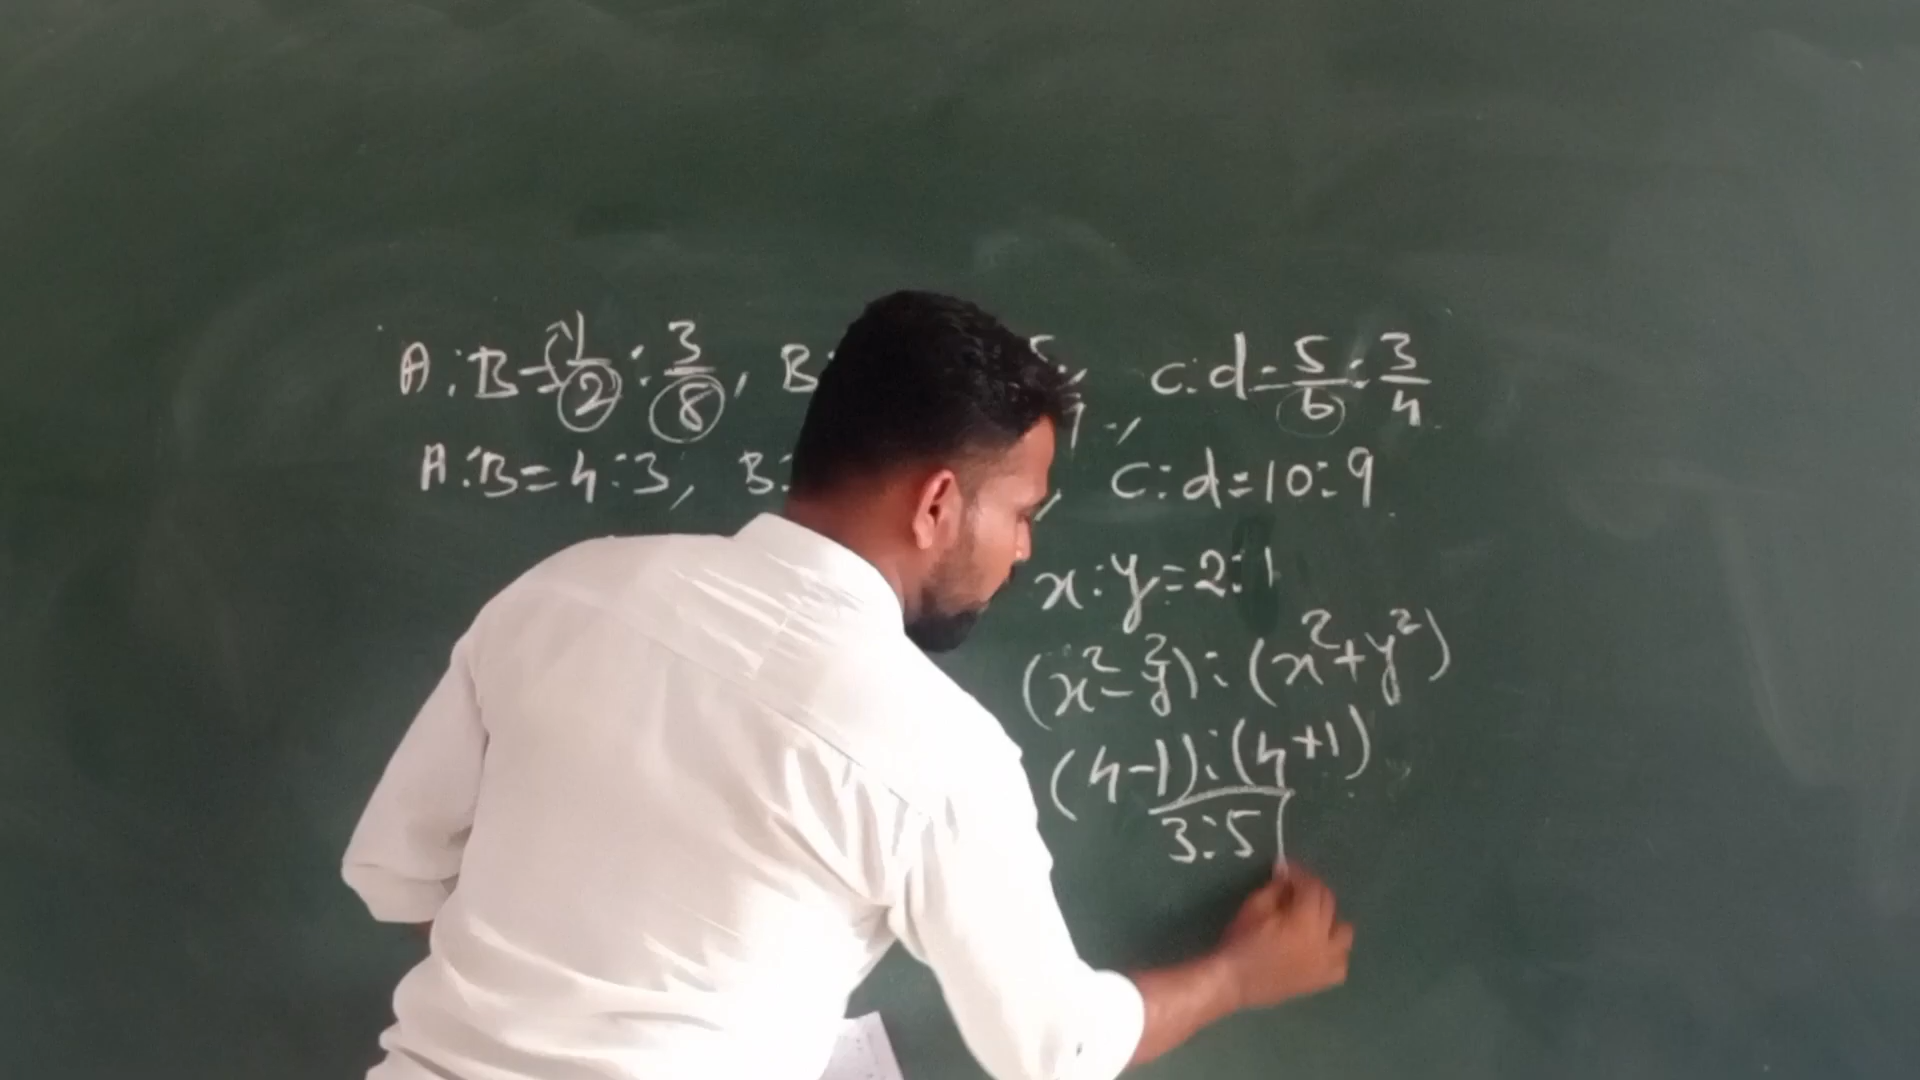 A:B=1/2:3/8, B: C:d=5/6:3/4
A:B=4:3, B: , C:d=10:9
x:y=2:1
(x²-y²):(x²+y²)
(4-1):(4+1)
3:5